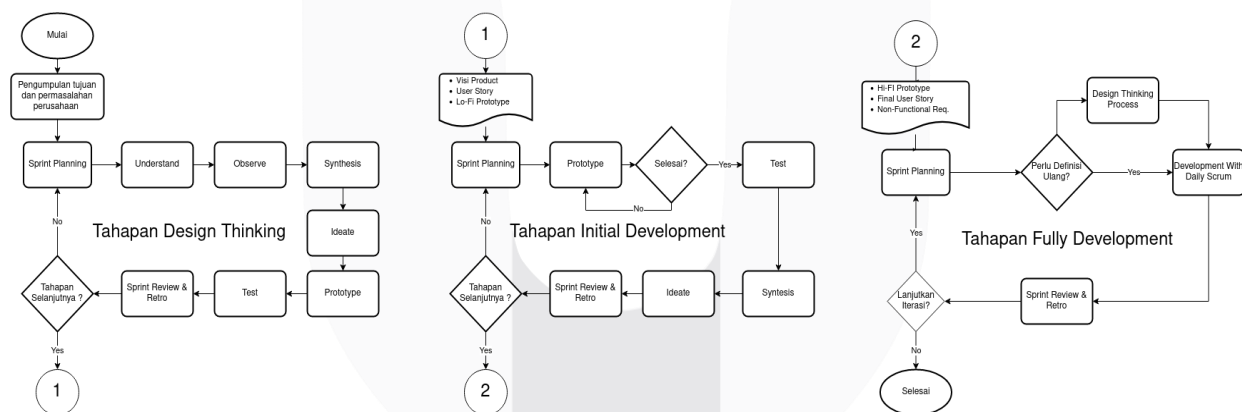 Mulai
Pengumpulan tujuan
dan permasalahan
perusahaan
Sprint Planning
Understand
Observe
Synthesis
No
Tahapan Design Thinking
Ideate
Tahapan
Selanjutnya ?
Sprint Review &
Retro
Test
Prototype
Yes
1
1
Visi Product
User Story
Lo-Fi Prototype
Sprint Planning
Prototype
Selesai?
Yes
Test
No
No
Tahapan Initial Development
Tahapan
Selanjutnya ?
Sprint Review &
Retro
Ideate
Syntesis
Yes
2
2
Hi-FI Prototype
Final User Story
Non-Functional Req.
Design Thinking
Process
Sprint Planning
Perlu Definisi
Ulang?
Yes
Development With
Daily Scrum
Yes
Tahapan Fully Development
Lanjutkan
Iterasi?
Sprint Review &
Retro
No
Selesai